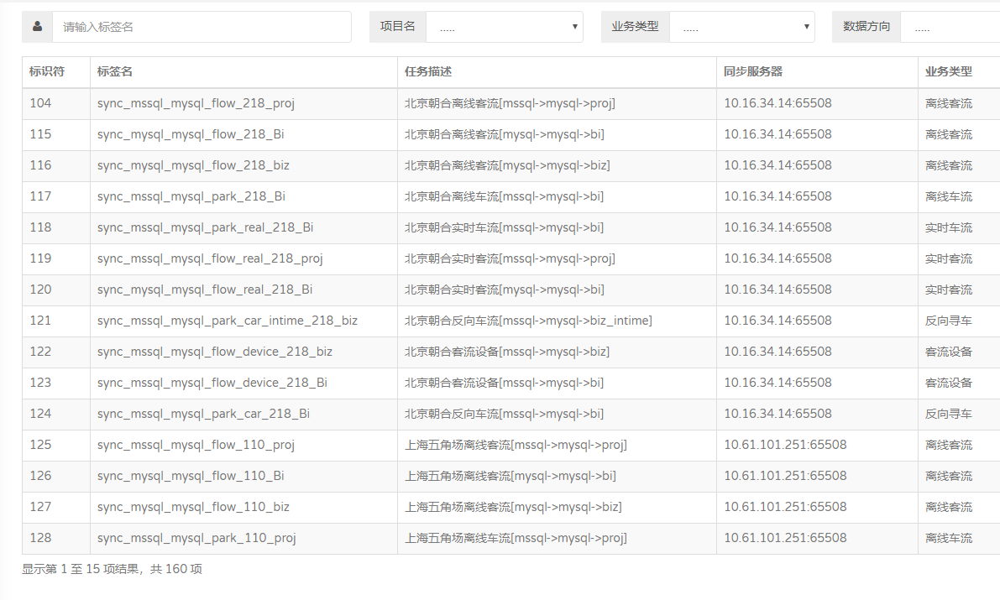 请输入标签名 项目名 ..... 业务类型 ..... 数据方向 .....
标识符 标签名 任务描述 同步服务器 业务类型
104 sync_mssql_mysql_flow_218_proj 北京朝合离线客流[mssql->mysql->proj] 10.16.34.14:65508 离线客流
115 sync_mysql_mysql_flow_218_Bi 北京朝合离线客流[mysql->mysql->bi] 10.16.34.14:65508 离线客流
116 sync_mysql_mysql_flow_218_biz 北京朝合离线客流[mysql->mysql->biz] 10.16.34.14:65508 离线客流
117 sync_mssql_mysql_park_218_Bi 北京朝合离线车流[mssql->mysql->bi] 10.16.34.14:65508 离线车流
118 sync_mssql_mysql_park_real_218_Bi 北京朝合实时车流[mssql->mysql->bi] 10.16.34.14:65508 实时车流
119 sync_mssql_mysql_flow_real_218_proj 北京朝合实时客流[mssql->mysql->proj] 10.16.34.14:65508 实时客流
120 sync_mysql_mysql_flow_real_218_Bi 北京朝合实时客流[mysql->mysql->bi] 10.16.34.14:65508 实时客流
121 sync_mssql_mysql_park_car_intime_218_biz 北京朝合反向车流[mssql->mysql->biz_intime] 10.16.34.14:65508 反向寻车
122 sync_mssql_mysql_flow_device_218_biz 北京朝合客流设备[mssql->mysql->biz] 10.16.34.14:65508 客流设备
123 sync_mssql_mysql_flow_device_218_Bi 北京朝合客流设备[mssql->mysql->bi] 10.16.34.14:65508 客流设备
124 sync_mssql_mysql_park_car_218_Bi 北京朝合反向车流[mssql->mysql->bi] 10.16.34.14:65508 反向寻车
125 sync_mssql_mysql_flow_110_proj 上海五角场离线客流[mssql->mysql->proj] 10.61.101.251:65508 离线客流
126 sync_mysql_mysql_flow_110_Bi 上海五角场离线客流[mysql->mysql->bi] 10.61.101.251:65508 离线客流
127 sync_mysql_mysql_flow_110_biz 上海五角场离线客流[mysql->mysql->biz] 10.61.101.251:65508 离线客流
128 sync_mssql_mysql_park_110_proj 上海五角场离线车流[mssql->mysql->proj] 10.61.101.251:65508 离线车流
显示第 1 至 15 项结果，共 160 项